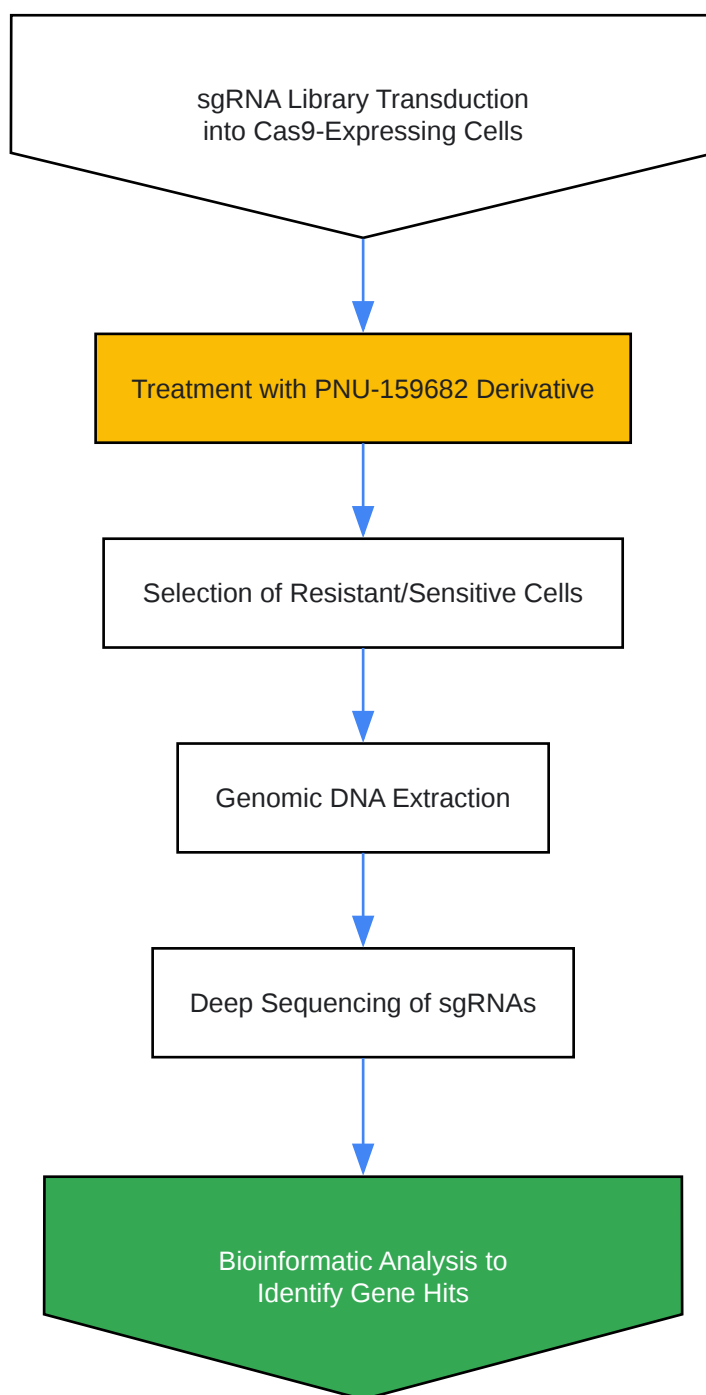 sgRNA Library Transduction
into Cas9-Expressing Cells
Treatment with PNU-159682 Derivative
Selection of Resistant/Sensitive Cells
Genomic DNA Extraction
Deep Sequencing of sgRNAs
Bioinformatic Analysis to
Identify Gene Hits